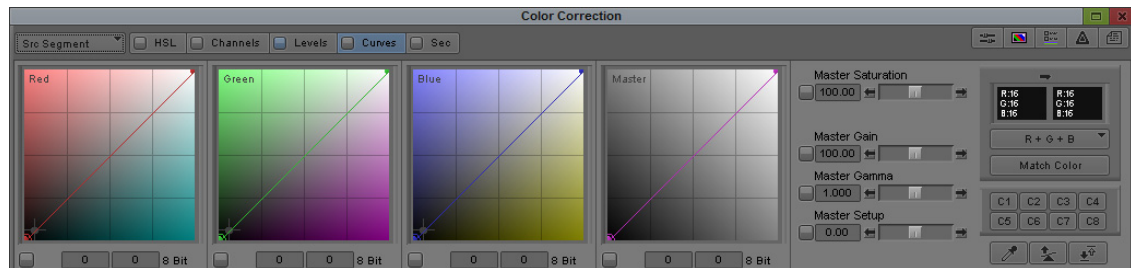 Color Correction
Src Segment HSL Channels Levels Curves Sec
Red Green Blue Master
Master Saturation
100.00
Master Gain
100.00
Master Gamma
1.000
Master Setup
0.00
R:16 R:16
G:16 G:16
B:16 B:16
R + G + B
Match Color
C1 C2 C3 C4
C5 C6 C7 C8
0 0 8 Bit 0 0 8 Bit 0 0 8 Bit 0 0 8 Bit